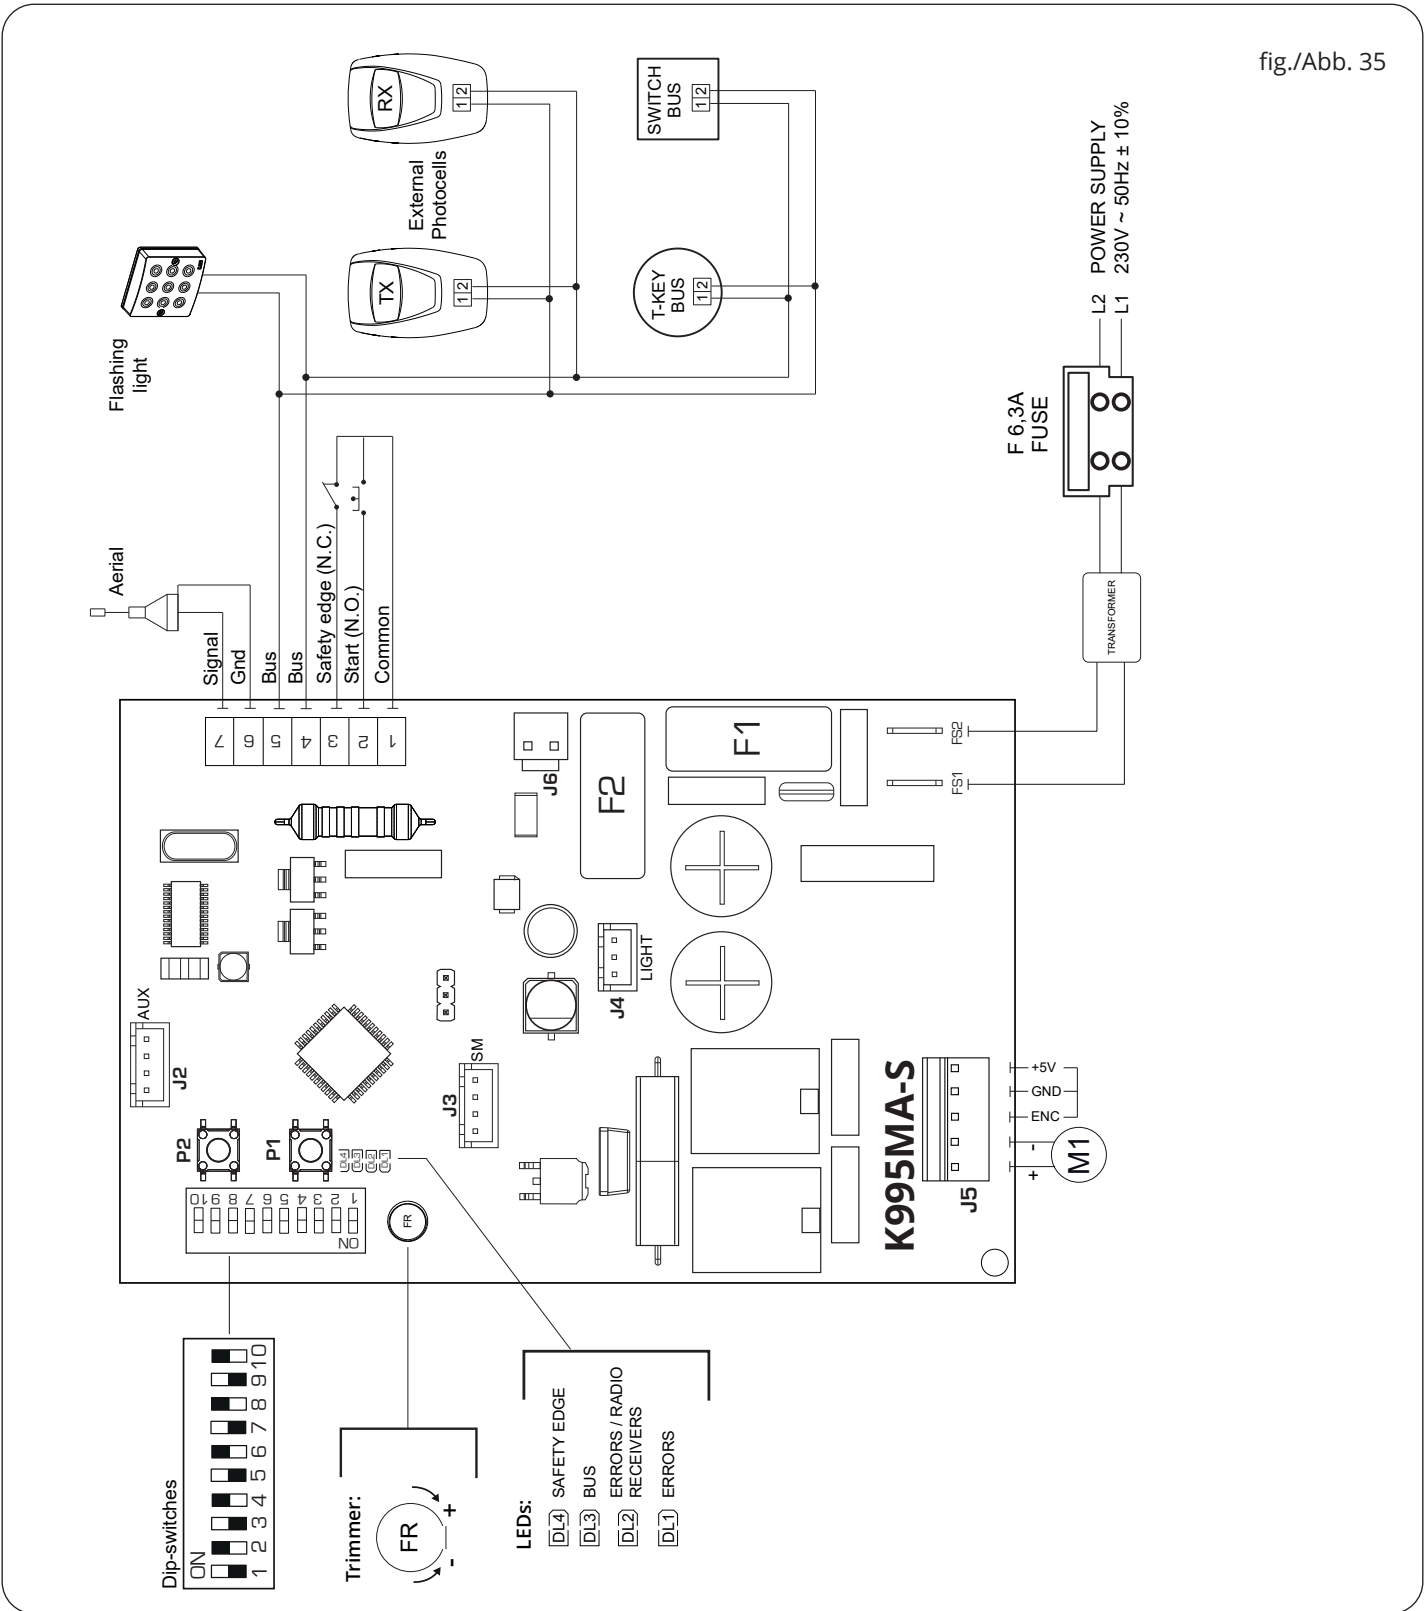 fig./Abb. 35
Flashing
light
Aerial
RX
1 2
External
Photocells
TX
1 2
SWITCH
BUS
1 2
T-KEY
BUS
1 2
L2 POWER SUPPLY
L1 230V ~ 50Hz ± 10%
F 6,3A
FUSE
TRANSFORMER
Signal
Gnd
Bus
Bus
Safety edge (N.C.)
Start (N.O.)
Common
7
6
5
4
3
2
1
J6
F2
F1
FS2
FS1
AUX
J2
SM
J3
J4
LIGHT
P2
P1
DL4
DL3
DL2
DL1
10
9
8
7
6
5
4
3
2
1
ON
FR
K995MA-S
J5
+5V
GND
ENC
-
+
M1
Dip-switches
ON
1 2 3 4 5 6 7 8 9 10
Trimmer:
FR
- +
LEDs:
DL4 SAFETY EDGE
DL3 BUS
DL2 ERRORS / RADIO
RECEIVERS
DL1 ERRORS